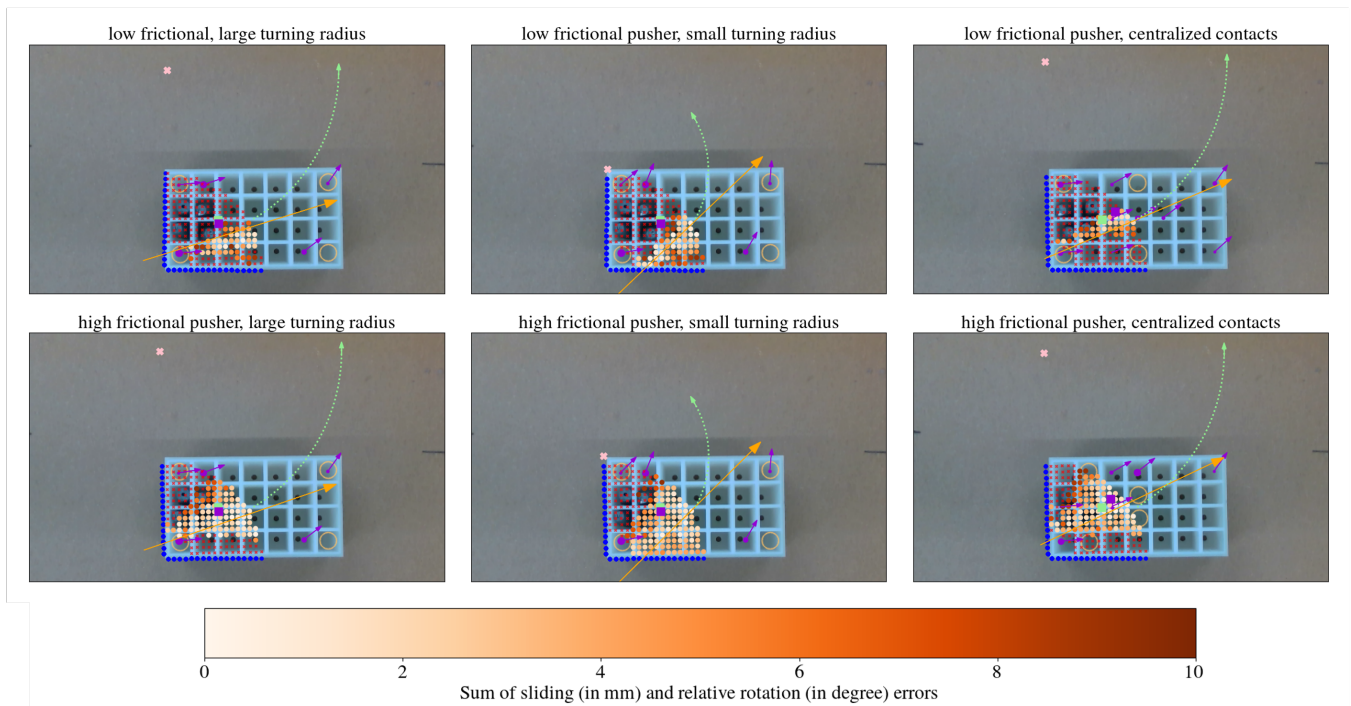 low frictional, large turning radius
low frictional pusher, small turning radius
low frictional pusher, centralized contacts
high frictional pusher, large turning radius
high frictional pusher, small turning radius
high frictional pusher, centralized contacts
0 2 4 6 8 10
Sum of sliding (in mm) and relative rotation (in degree) errors